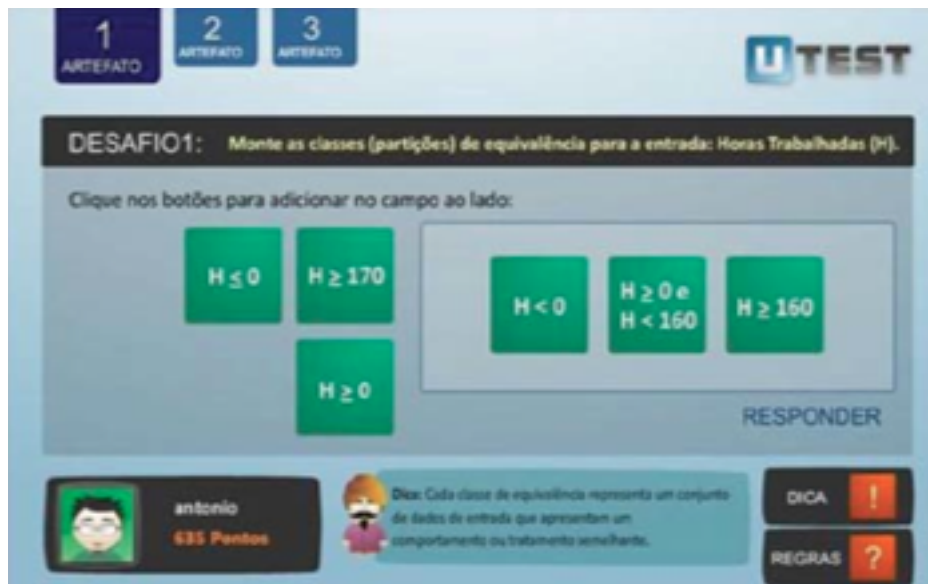 1
ARTEFATO
2
ARTEFATO
3
ARTEFATO
U TEST
DESAFIO1: Monte as classes (partições) de equivalência para a entrada: Horas Trabalhadas (H).
Clique nos botões para adicionar no campo ao lado:
H ≤ 0
H ≥ 170
H ≥ 0
H < 0
H ≥ 0 e
H < 160
H ≥ 160
RESPONDER
antonio
635 Pontos
Dica: Cada classe de equivalência representa um conjunto
de dados de entrada que apresentam um
comportamento ou tratamento semelhante.
DICA !
REGRAS ?